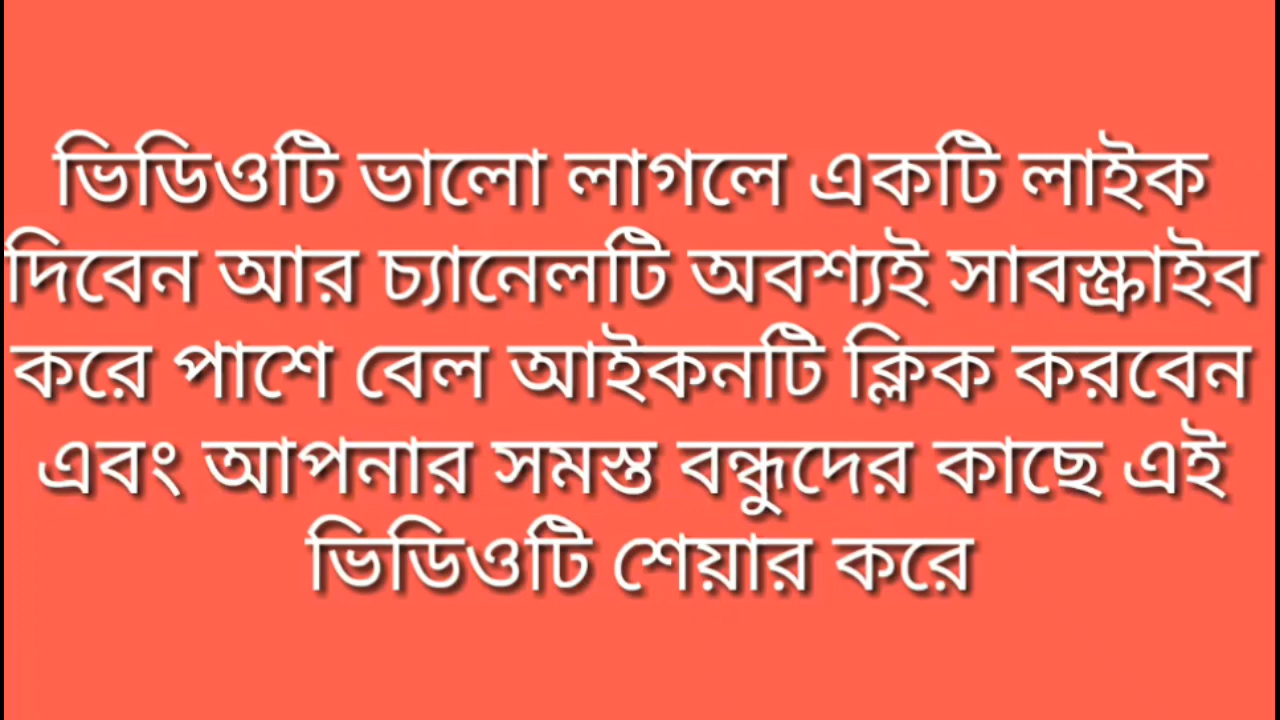 ভিডিওটি ভালো লাগলে একটি লাইক
দিবেন আর চ্যানেলটি অবশ্যই সাবস্ক্রাইব
করে পাশে বেল আইকনটি ক্লিক করবেন
এবং আপনার সমস্ত বন্ধুদের কাছে এই
ভিডিওটি শেয়ার করে